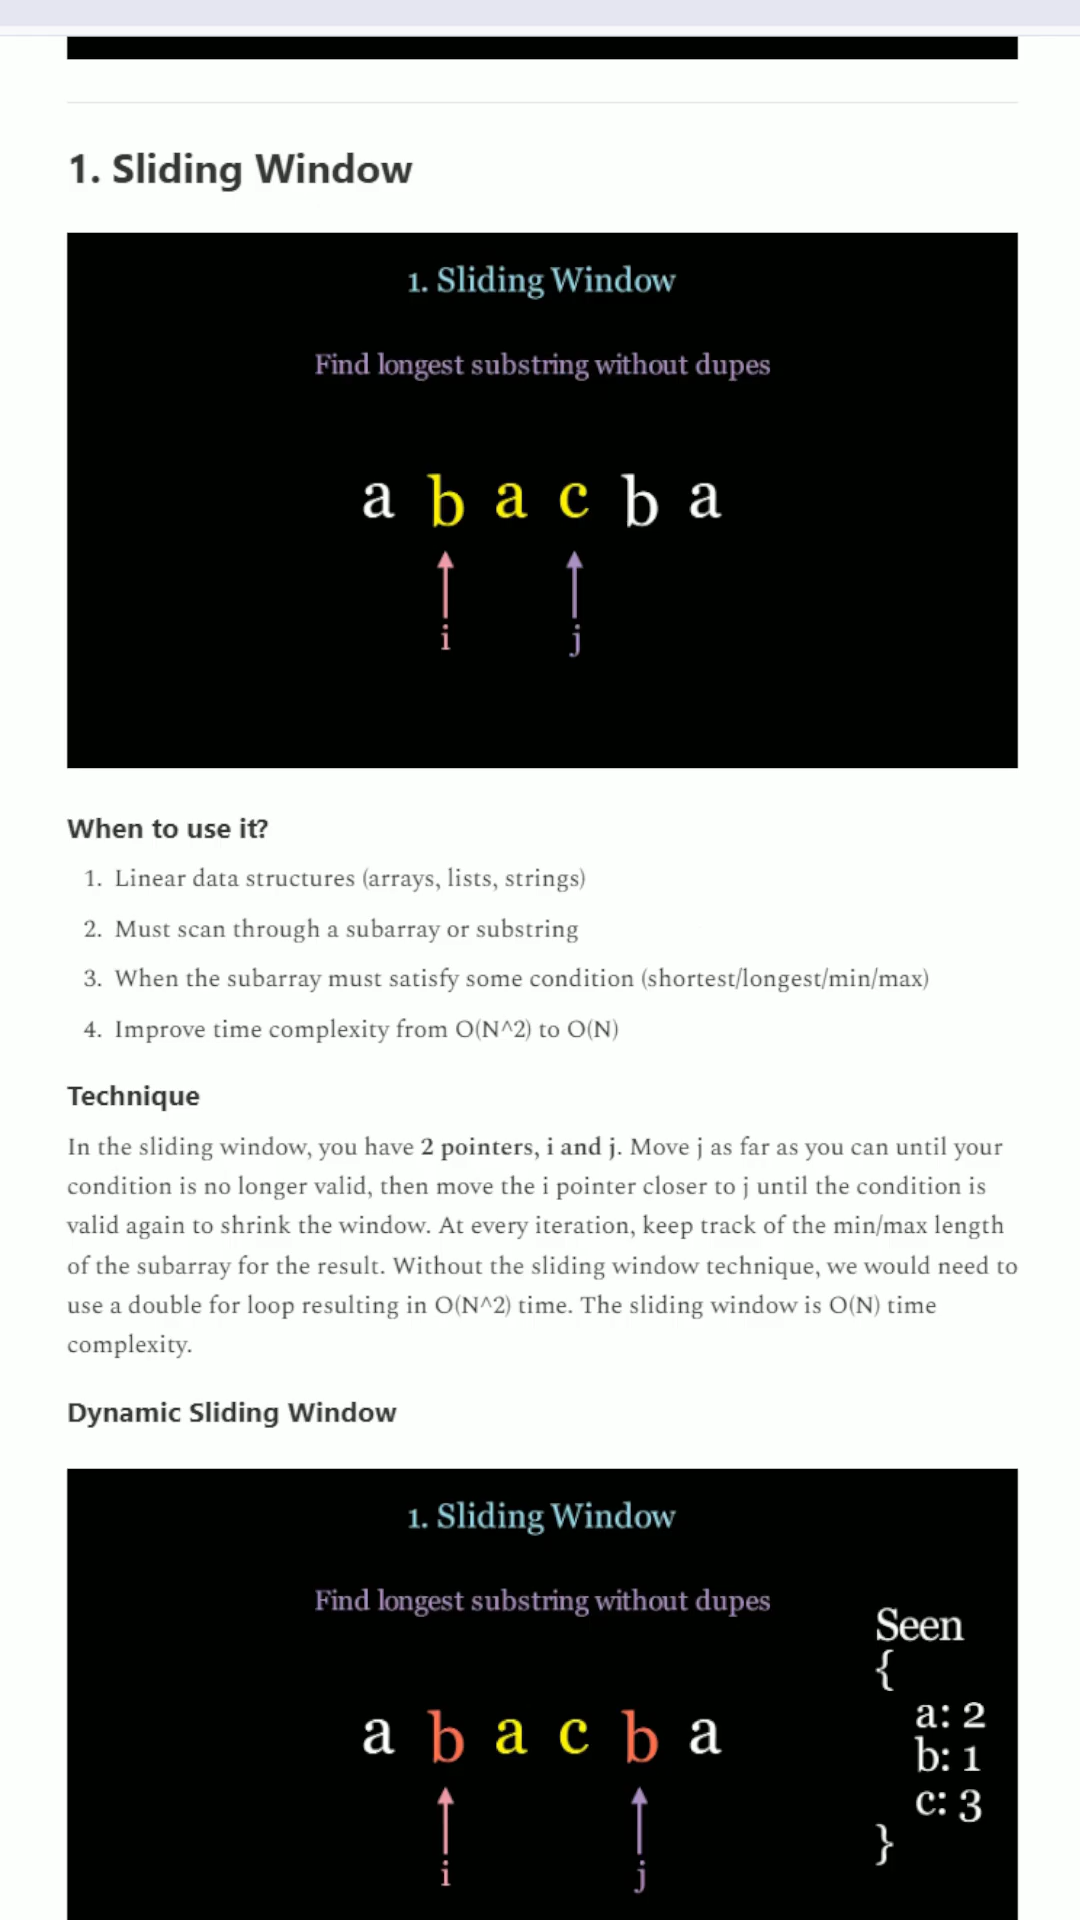 1. Sliding Window
1. Sliding Window
Find longest substring without dupes
a b a c b a
i j
When to use it?
1. Linear data structures (arrays, lists, strings)
2. Must scan through a subarray or substring
3. When the subarray must satisfy some condition (shortest/longest/min/max)
4. Improve time complexity from O(N^2) to O(N)
Technique
In the sliding window, you have 2 pointers, i and j. Move j as far as you can until your
condition is no longer valid, then move the i pointer closer to j until the condition is
valid again to shrink the window. At every iteration, keep track of the min/max length
of the subarray for the result. Without the sliding window technique, we would need to
use a double for loop resulting in O(N^2) time. The sliding window is O(N) time
complexity.
Dynamic Sliding Window
1. Sliding Window
Find longest substring without dupes
a b a c b a
i j
Seen
{
a: 2
b: 1
c: 3
}